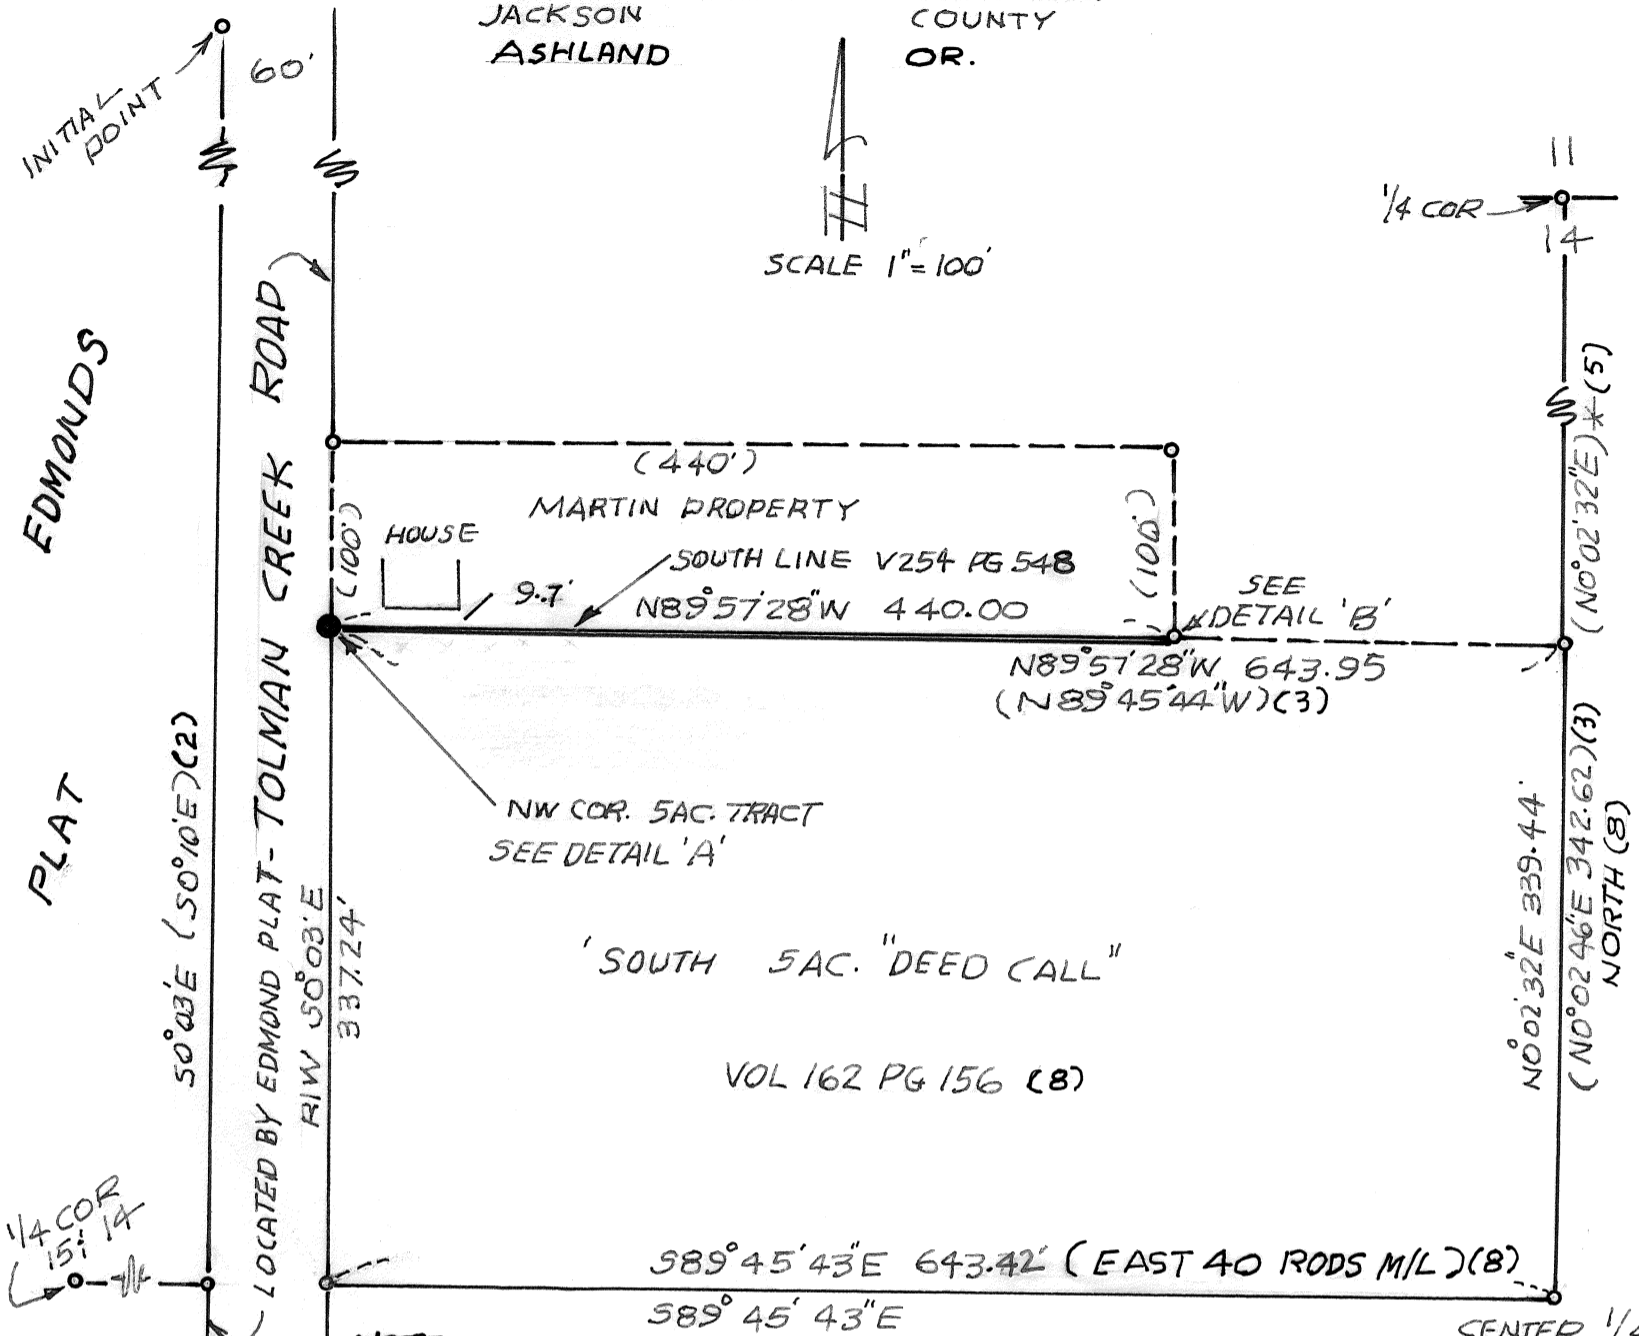 JACKSON COUNTY
ASHLAND OR.
INITIAL
POINT
60'
11
1/4 COR
14
SCALE 1"=100'
EDMONDS
PLAT
LOCATED BY EDMOND PLAT - TOLMAN CREEK ROAD
(440')
MARTIN PROPERTY
(100')
HOUSE
9.7'
SOUTH LINE V254 PG 548
N89°57'28"W 440.00
(100')
SEE
DETAIL 'B'
N89°57'28"W 643.95
(N89°45'44"W)(3)
(N0°02'32"E)*(5)
NW COR. 5AC. TRACT
SEE DETAIL 'A'
S0°03'E (S0°10'E)(2)
R/W S0°03'E
337.24'
'SOUTH 5AC. "DEED CALL"
VOL 162 PG 156 (8)
N0°02'32"E 339.44'
(N0°02'46"E 342.62)(3)
NORTH (8)
1/4 COR
15 14
S89°45'43"E 643.42' (EAST 40 RODS M/L)(8)
S89°45'43"E
CENTER 1/4